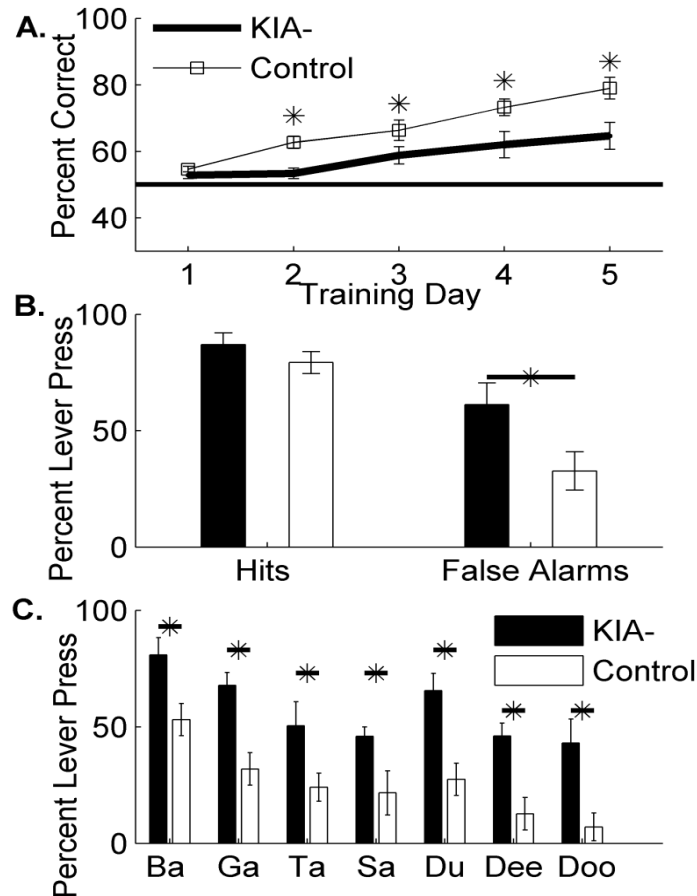 A.
Percent Correct
100
80
60
40
KIA-
Control
1 2 3 4 5
Training Day
B.
Percent Lever Press
100
50
0
Hits False Alarms
C.
Percent Lever Press
100
50
0
KIA-
Control
Ba Ga Ta Sa Du Dee Doo